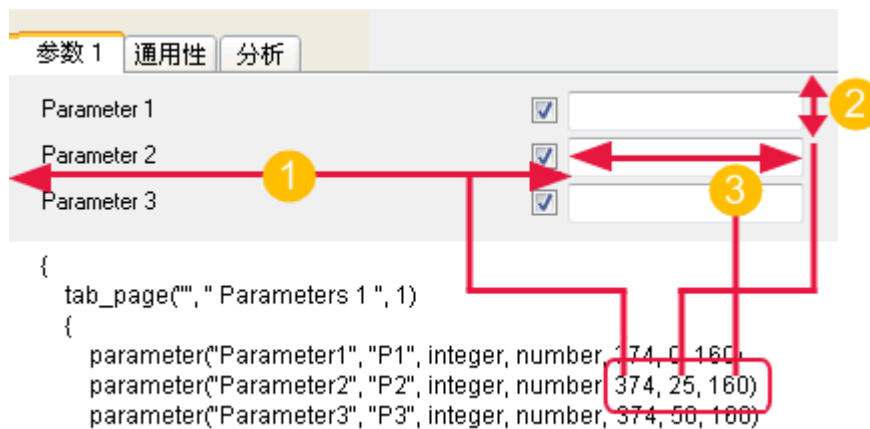 参数 1 通用性 分析
Parameter 1
2
Parameter 2
1
3
Parameter 3
{
tab_page("", " Parameters 1 ", 1)
{
parameter("Parameter1", "P1", integer, number, 374, 0, 160)
parameter("Parameter2", "P2", integer, number, 374, 25, 160)
parameter("Parameter3", "P3", integer, number, 374, 50, 160)